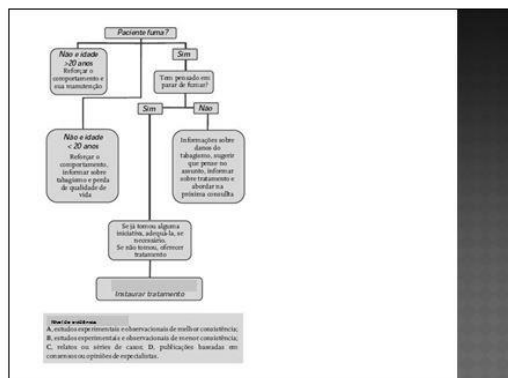 Paciente fuma?
Não e idade
>20 anos
Reforçar o
comportamento e
sua manutenção
Sim
Tem pensado em
parar de fumar?
Sim
Não
Não e idade
< 20 anos
Reforçar o
comportamento,
informar sobre
tabagismo e perda
de qualidade de
vida
Informações sobre
danos do
tabagismo, sugerir
que pense no
assunto, informar
sobre tratamento e
abordar na
próxima consulta
Se já tomou alguma
iniciativa, adequá-la, se
necessário.
Se não tomou, oferecer
tratamento
Instaurar tratamento
Nível de evidência
A, estudos experimentais e observacionais de melhor consistência;
B, estudos experimentais e observacionais de menor consistência;
C, relatos ou séries de casos; D, publicações baseadas em
consensos ou opiniões de especialistas.